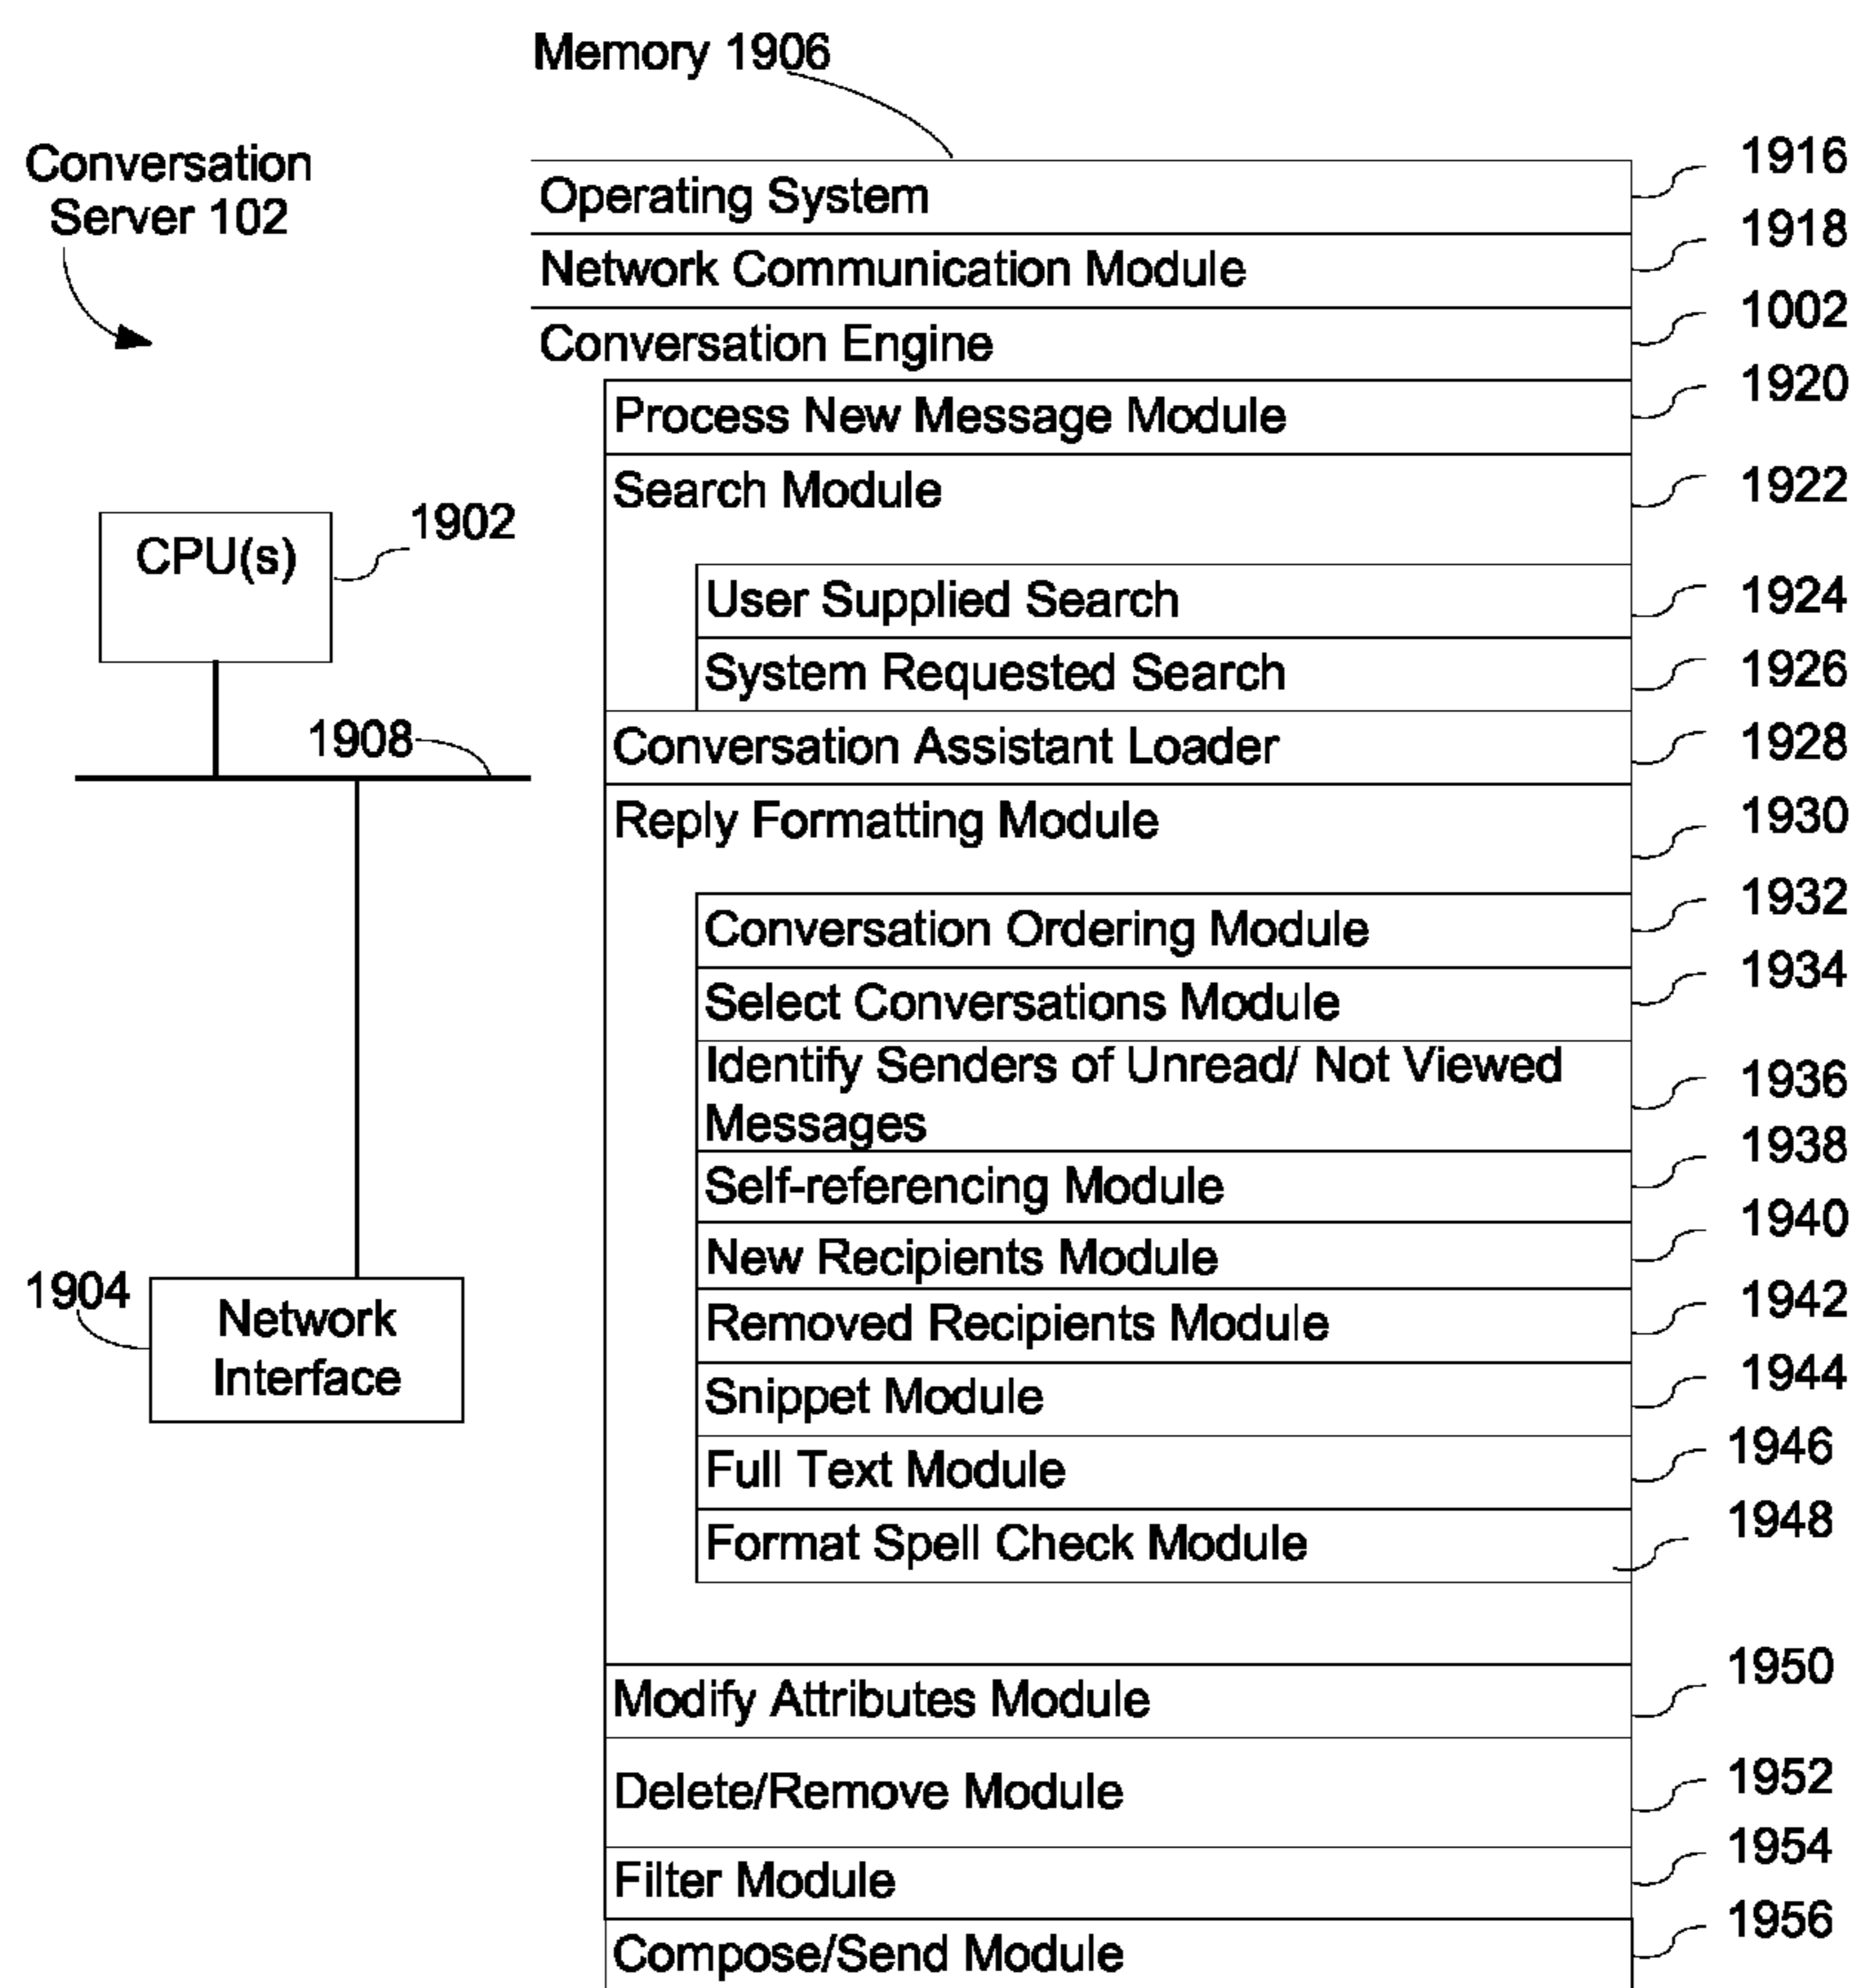 Memory 1906
Conversation
Server 102
Operating System
1916
Network Communication Module
1918
Conversation Engine
1002
Process New Message Module
1920
Search Module
1922
CPU(s)
1902
User Supplied Search
1924
System Requested Search
1926
1908
Conversation Assistant Loader
1928
Reply Formatting Module
1930
Conversation Ordering Module
1932
Select Conversations Module
1934
Identify Senders of Unread/ Not Viewed
Messages
1936
Self-referencing Module
1938
New Recipients Module
1940
1904
Network
Interface
Removed Recipients Module
1942
Snippet Module
1944
Full Text Module
1946
Format Spell Check Module
1948
Modify Attributes Module
1950
Delete/Remove Module
1952
Filter Module
1954
Compose/Send Module
1956